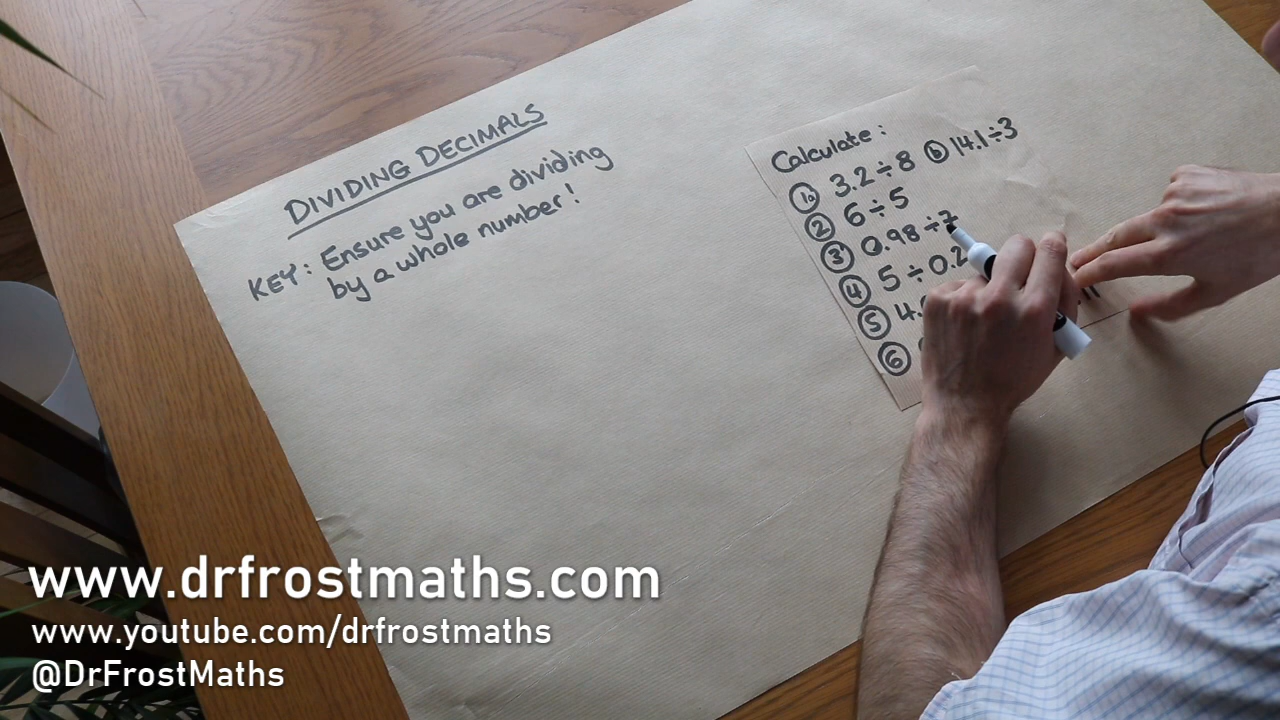 DIVIDING DECIMALS
KEY: Ensure you are dividing
by a whole number!
Calculate:
1a 3.2 ÷ 8 b 14.1 ÷ 3
2 6 ÷ 5
3 0.98 ÷ 7
4 5 ÷ 0.2
5 4.
6
www.drfrostmaths.com
www.youtube.com/drfrostmaths
@DrFrostMaths